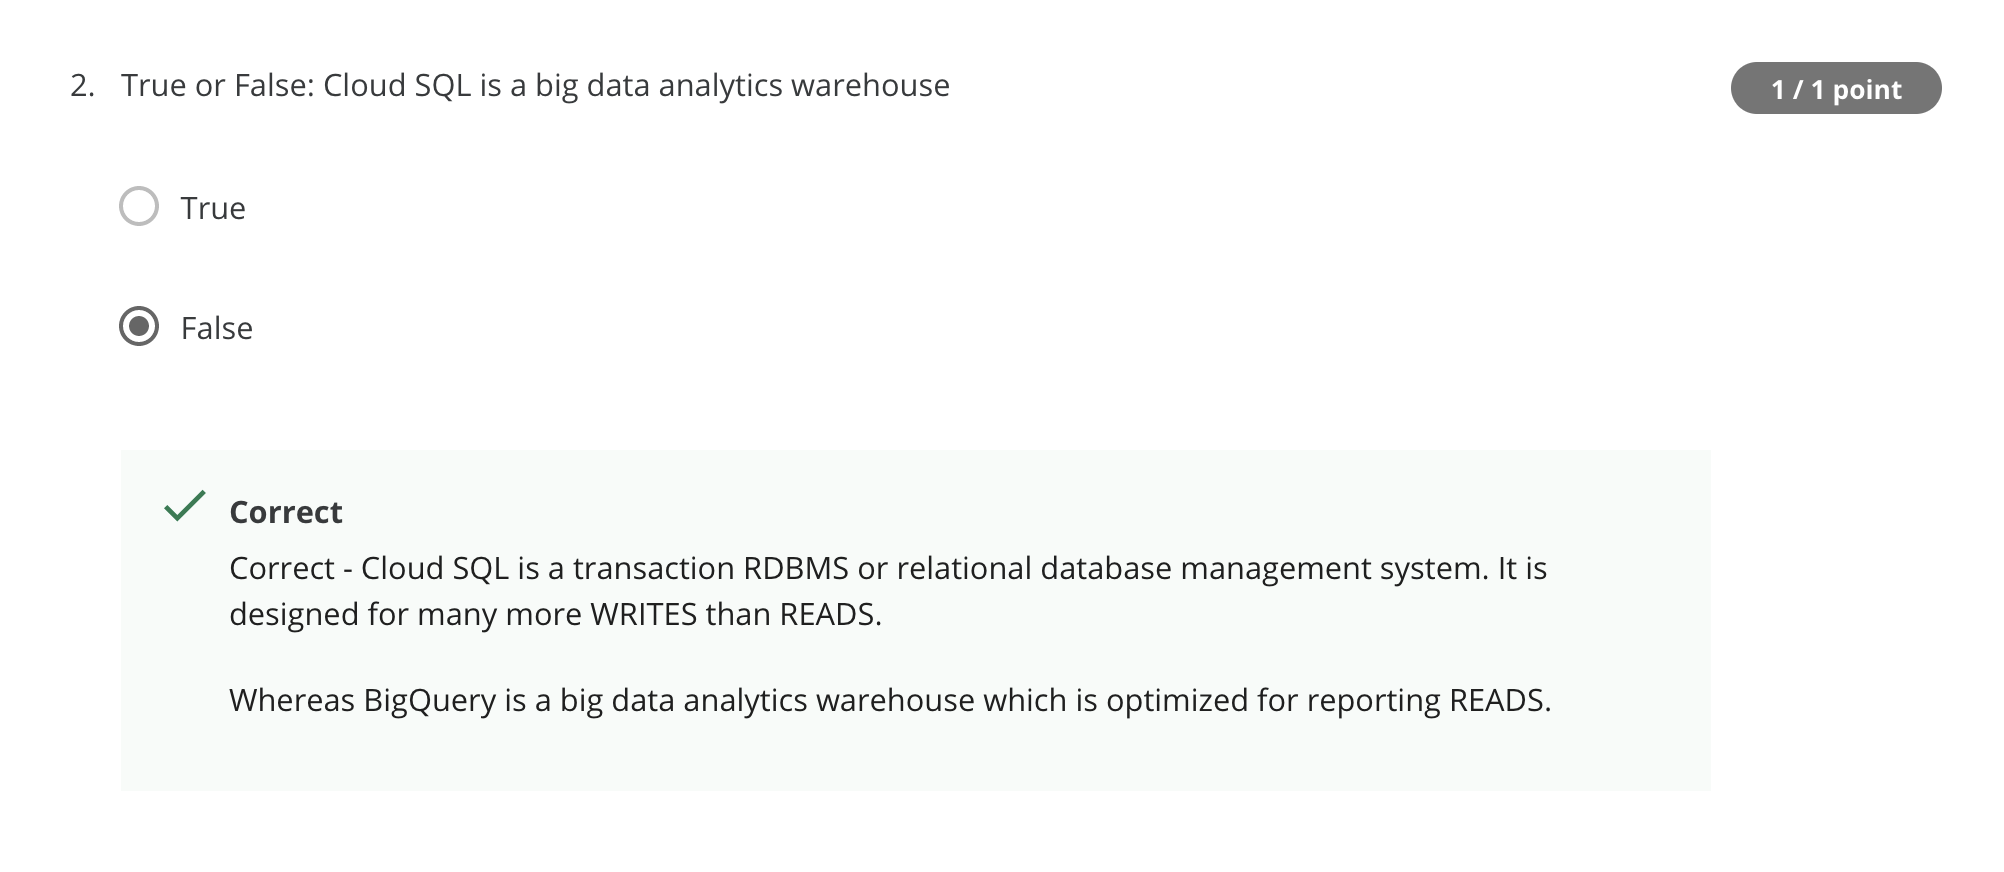 2. True or False: Cloud SQL is a big data analytics warehouse
1 / 1 point
True
False
Correct
Correct - Cloud SQL is a transaction RDBMS or relational database management system. It is
designed for many more WRITES than READS.
Whereas BigQuery is a big data analytics warehouse which is optimized for reporting READS.